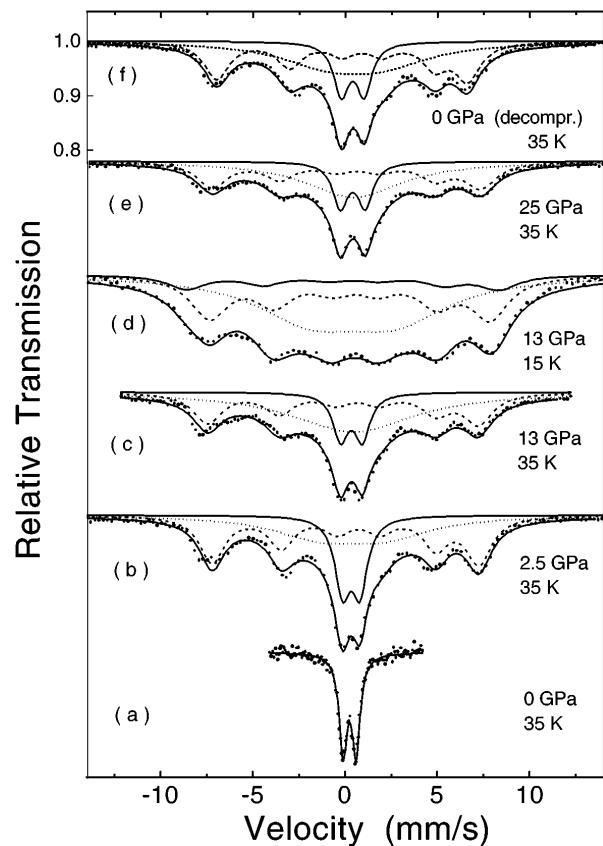 1.0
0.9
0.8
(f)
0 GPa (decompr.)
35 K
(e)
25 GPa
35 K
(d)
13 GPa
15 K
(c)
13 GPa
35 K
(b)
2.5 GPa
35 K
(a)
0 GPa
35 K
Relative Transmission
-10 -5 0 5 10
Velocity (mm/s)